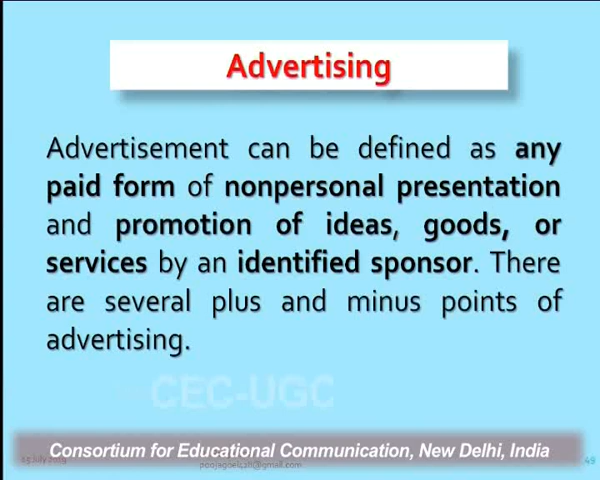 Advertising
Advertisement can be defined as any
paid form of nonpersonal presentation
and promotion of ideas, goods, or
services by an identified sponsor. There
are several plus and minus points of
advertising.
CEC-UGC
Consortium for Educational Communication, New Delhi, India
49